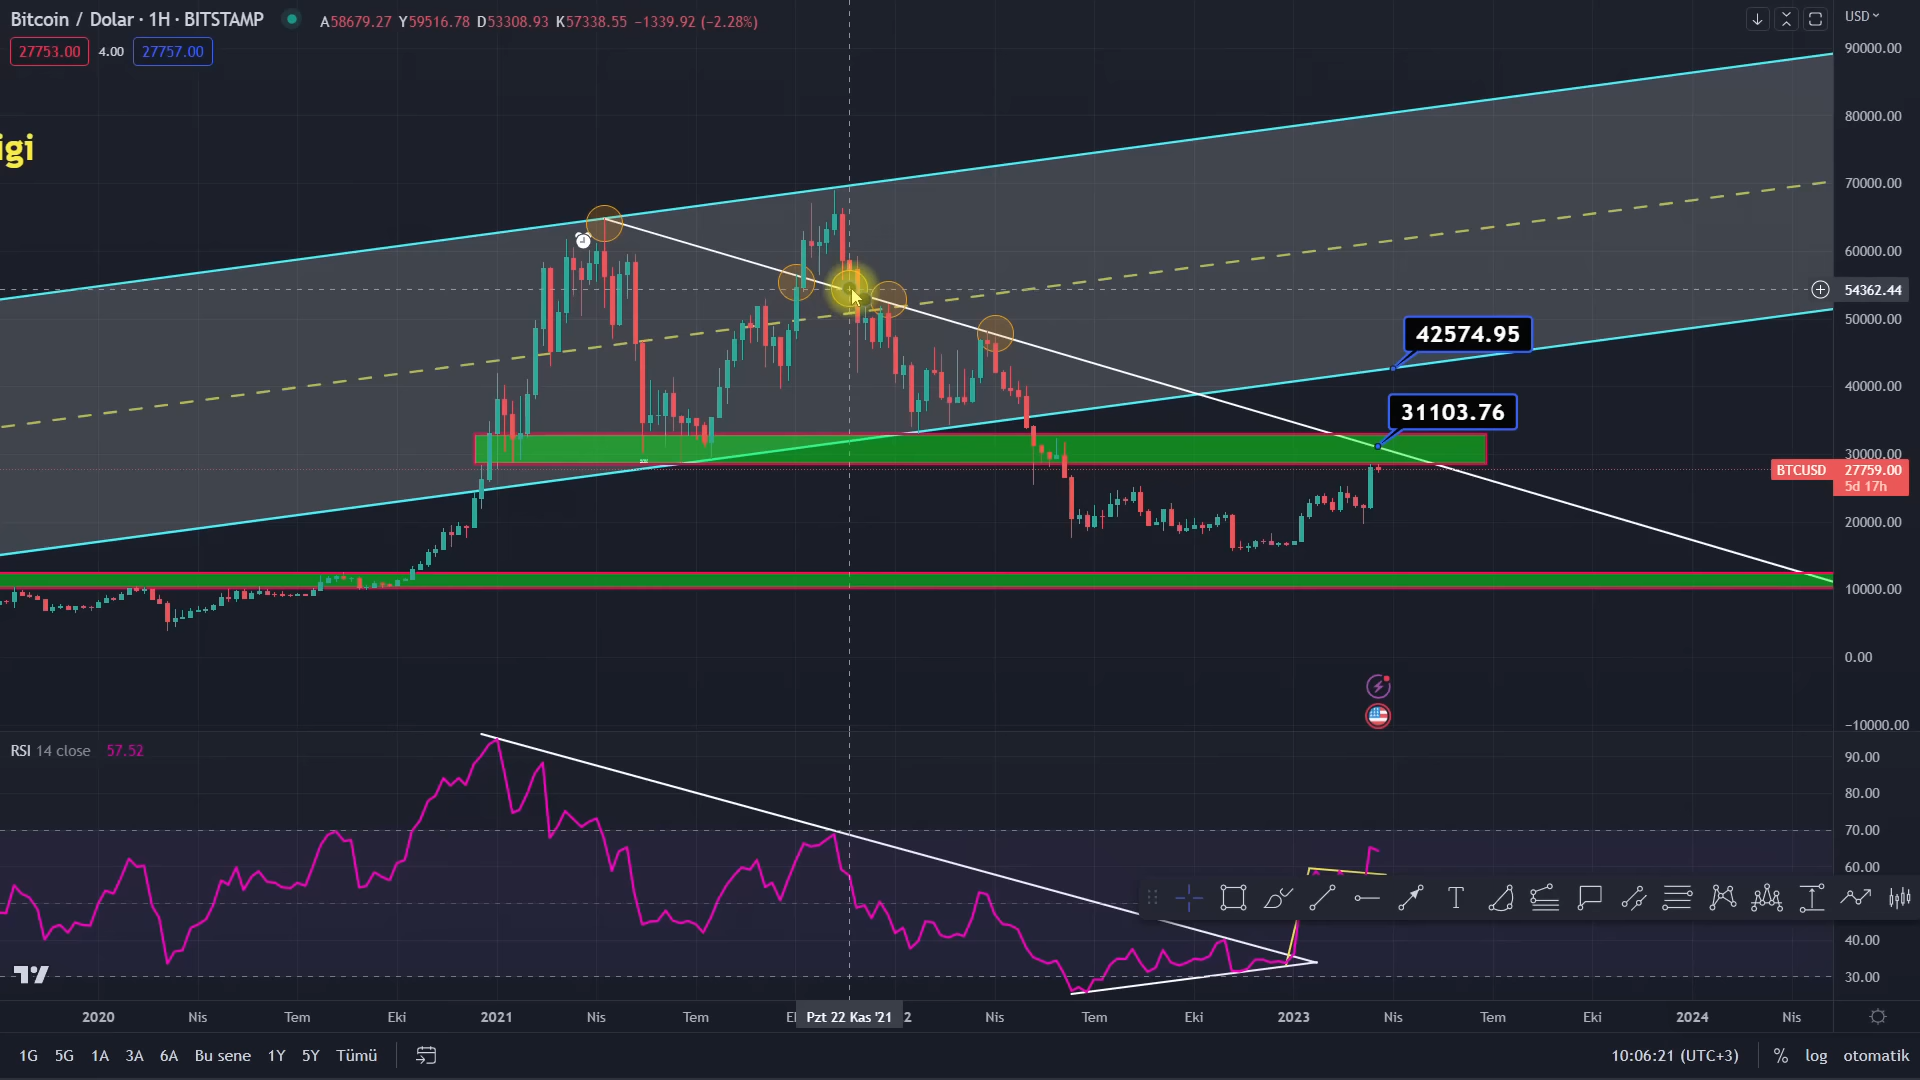 Bitcoin / Dolar · 1H · BITSTAMP
A58679.27 Y59516.78 D53308.93 K57338.55 −1339.92 (−2.28%)
USD
27753.00 4.00 27757.00
igi
90000.00
80000.00
70000.00
60000.00
54362.44
50000.00
42574.95
40000.00
31103.76
30000.00
BTCUSD 27759.00
5d 17h
20000.00
10000.00
0.00
−10000.00
RSI 14 close 57.52
90.00
80.00
70.00
60.00
40.00
30.00
2020 Nis Tem Eki 2021 Nis Tem El Pzt 22 Kas '21 2 Nis Tem Eki 2023 Nis Tem Eki 2024 Nis
1G 5G 1A 3A 6A Bu sene 1Y 5Y Tümü 10:06:21 (UTC+3) % log otomatik